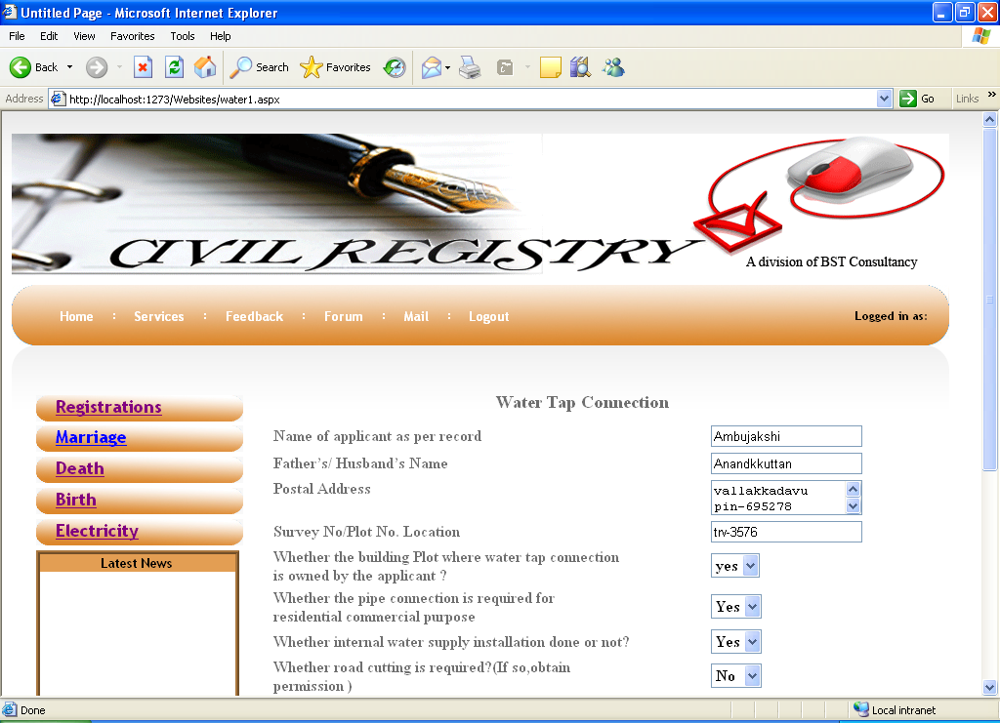 Untitled Page - Microsoft Internet Explorer
File Edit View Favorites Tools Help
Back Search Favorites
Address http://localhost:1273/Websites/water1.aspx Go Links »
CIVIL REGISTRY
A division of BST Consultancy
Home : Services : Feedback : Forum : Mail : Logout Logged in as:
Registrations
Marriage
Death
Birth
Electricity
Latest News
Water Tap Connection
Name of applicant as per record Ambujakshi
Father's/ Husband's Name Anandkkuttan
Postal Address vallakkadavu
pin-695278
Survey No/Plot No. Location trv-3576
Whether the building Plot where water tap connection
is owned by the applicant ? yes
Whether the pipe connection is required for
residential commercial purpose Yes
Whether internal water supply installation done or not? Yes
Whether road cutting is required?(If so,obtain
permission ) No
Done Local intranet